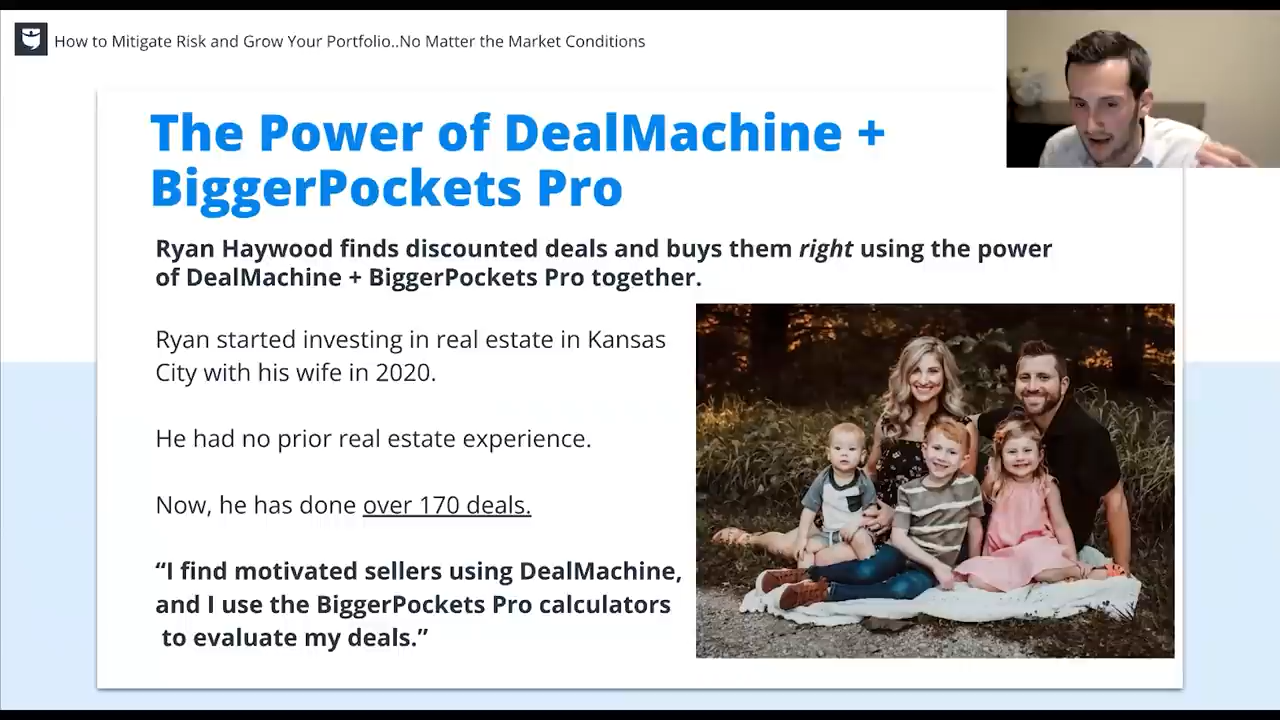 How to Mitigate Risk and Grow Your Portfolio..No Matter the Market Conditions
The Power of DealMachine +
BiggerPockets Pro
Ryan Haywood finds discounted deals and buys them right using the power
of DealMachine + BiggerPockets Pro together.
Ryan started investing in real estate in Kansas
City with his wife in 2020.
He had no prior real estate experience.
Now, he has done over 170 deals.
“I find motivated sellers using DealMachine,
and I use the BiggerPockets Pro calculators
to evaluate my deals.”